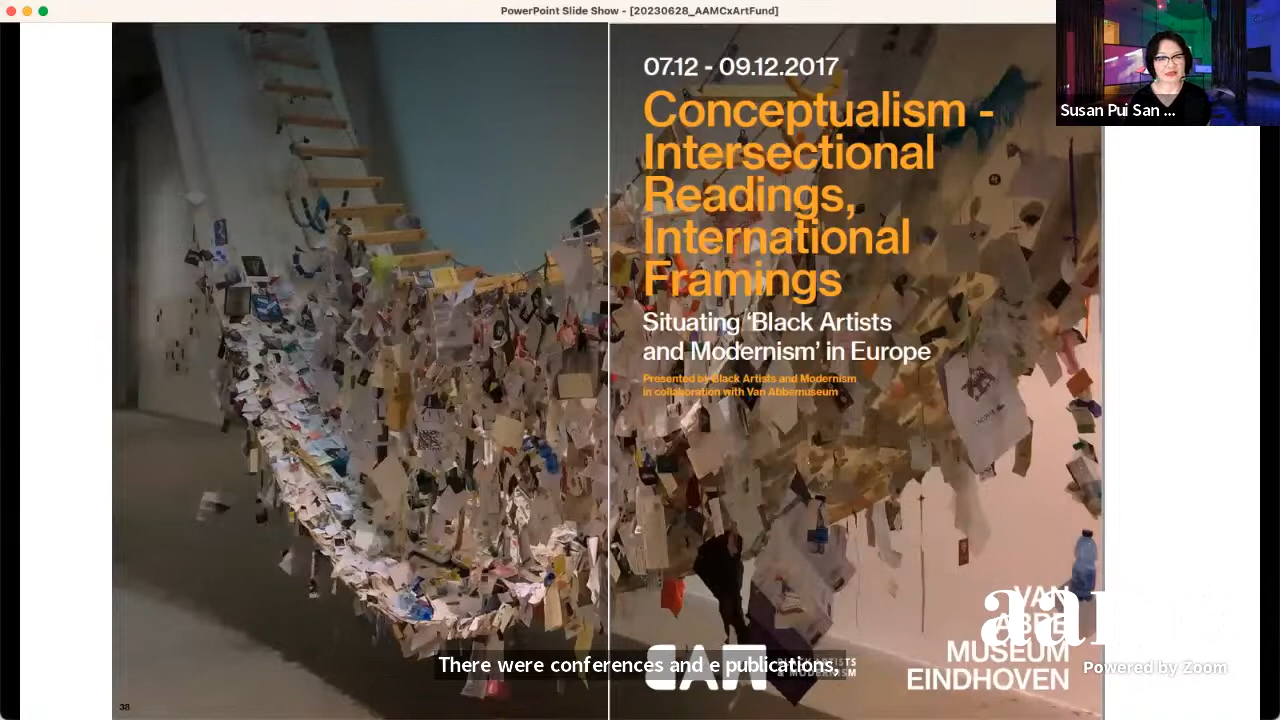 PowerPoint Slide Show - [20230628_AAMCxArtFund]
Susan Pui San ...
07.12 - 09.12.2017
Conceptualism -
Intersectional
Readings,
International
Framings
Situating ‘Black Artists
and Modernism’ in Europe
Presented by Black Artists and Modernism
in collaboration with Van Abbemuseum
VAN
MUSEUM
EINDHOVEN
There were conferences and e publications,
& MODERNISM
Powered by Zoom
38